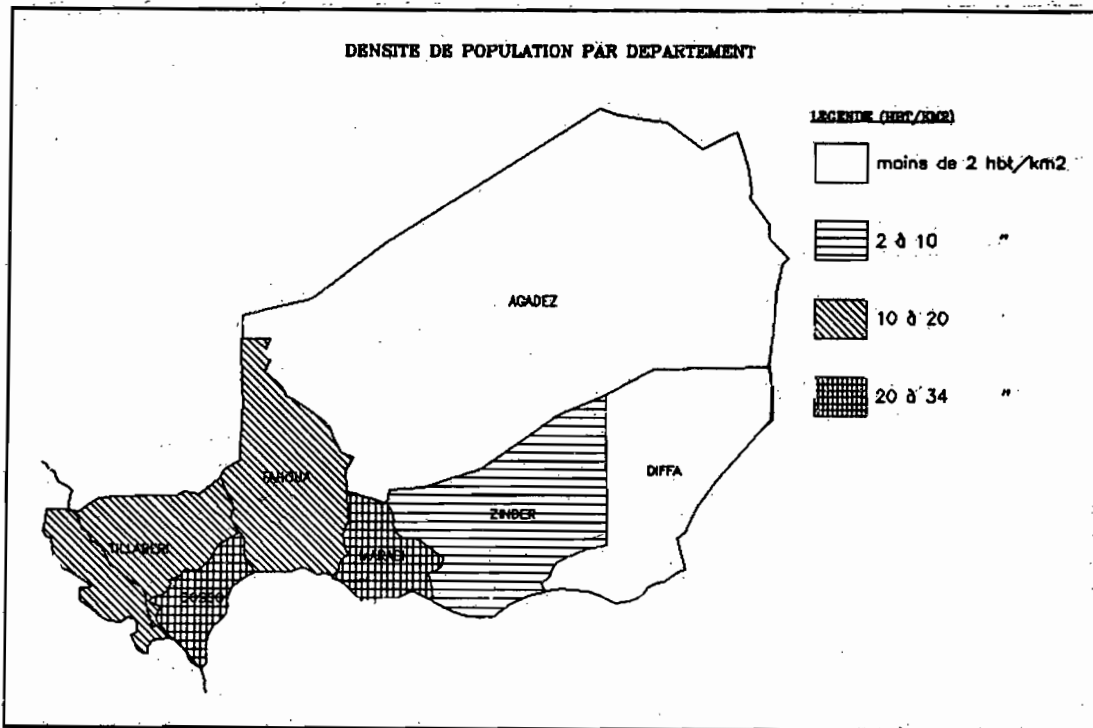 DENSITE DE POPULATION PAR DEPARTEMENT
LEGENDE (HBT/KM2)
moins de 2 hbt/km2
2 à 10 "
10 à 20 "
20 à 34 "
AGADEZ
DIFFA
TAHOUA
ZINDER
TILLABERI
MARADI
DOSSO